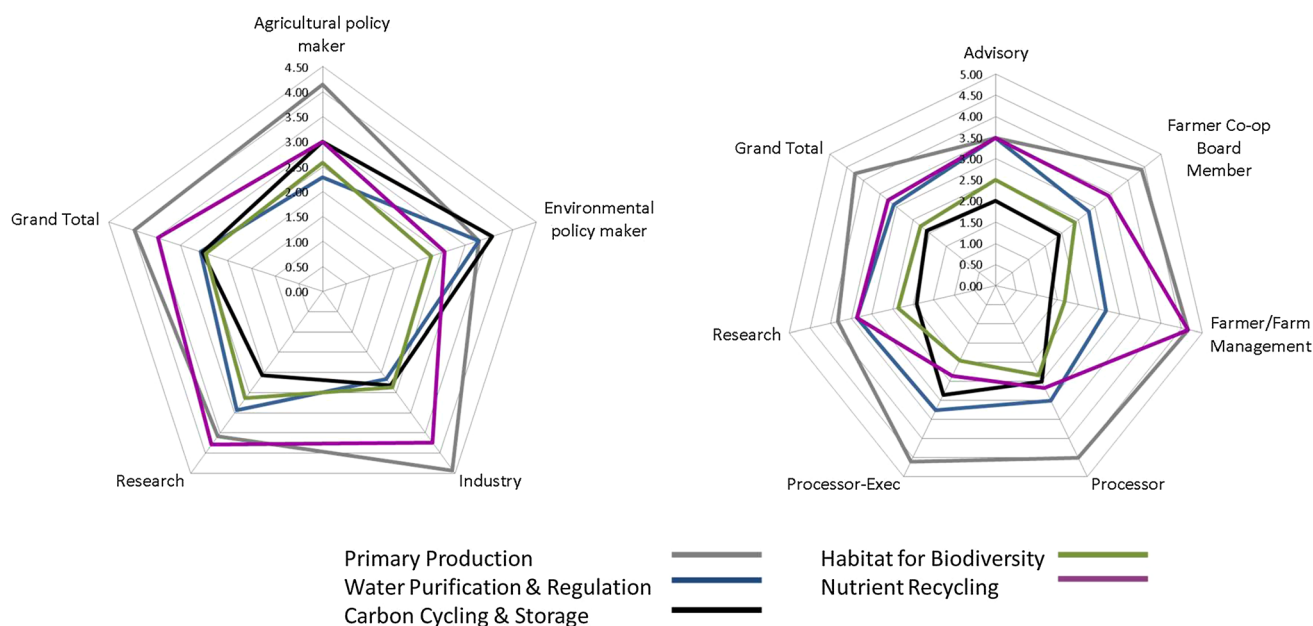 Agricultural policy
maker
4.50
4.00
3.50
3.00
2.50
2.00
1.50
1.00
0.50
0.00
Environmental
policy maker
Industry
Research
Grand Total
Advisory
5.00
4.50
4.00
3.50
3.00
2.50
2.00
1.50
1.00
0.50
0.00
Farmer Co-op
Board
Member
Farmer/Farm
Management
Processor
Processor-Exec
Research
Grand Total
Primary Production
Water Purification & Regulation
Carbon Cycling & Storage
Habitat for Biodiversity
Nutrient Recycling